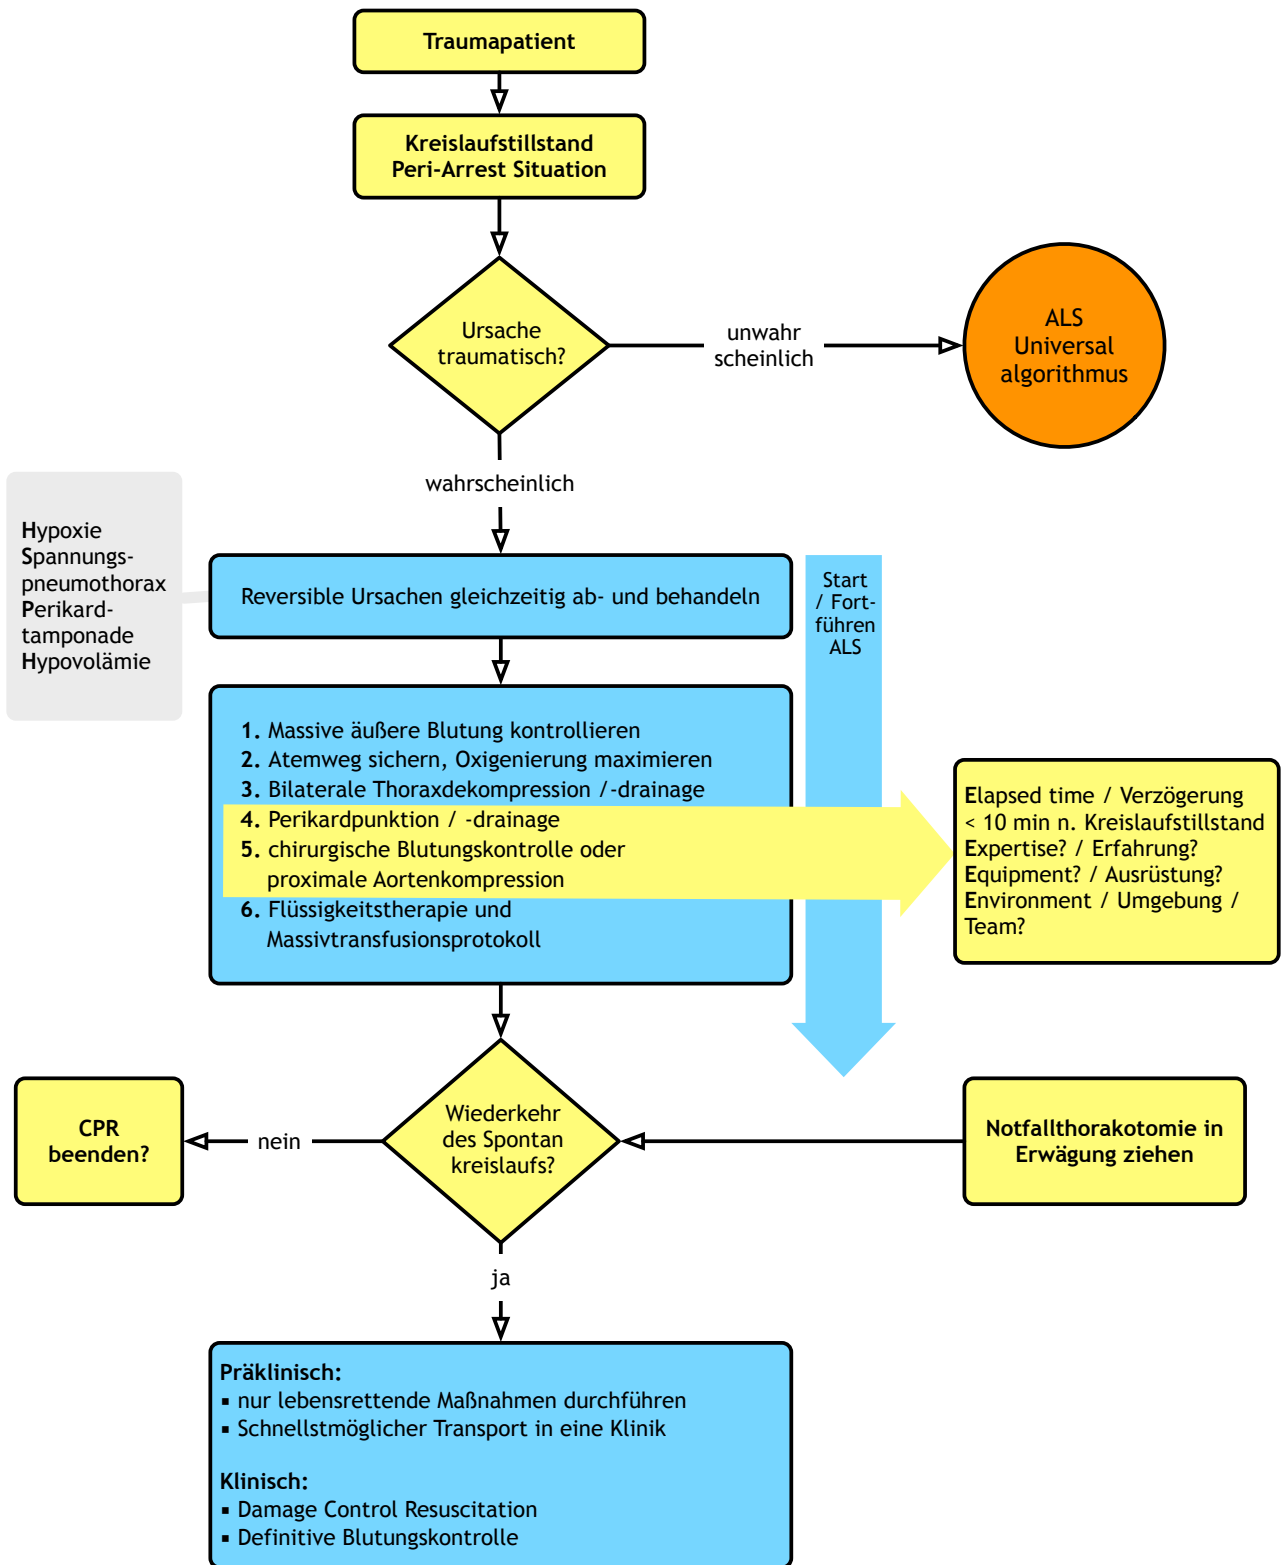 Traumapatient
Kreislaufstillstand
Peri-Arrest Situation
Ursache
traumatisch?
unwahr
scheinlich
ALS
Universal
algorithmus
wahrscheinlich
Hypoxie
Spannungs-
pneumothorax
Perikard-
tamponade
Hypovolämie
Reversible Ursachen gleichzeitig ab- und behandeln
Start
/ Fort-
führen
ALS
1. Massive äußere Blutung kontrollieren
2. Atemweg sichern, Oxigenierung maximieren
3. Bilaterale Thoraxdekompression /-drainage
4. Perikardpunktion / -drainage
5. chirurgische Blutungskontrolle oder
proximale Aortenkompression
6. Flüssigkeitstherapie und
Massivtransfusionsprotokoll
Elapsed time / Verzögerung
< 10 min n. Kreislaufstillstand
Expertise? / Erfahrung?
Equipment? / Ausrüstung?
Environment / Umgebung /
Team?
Wiederkehr
des Spontan
kreislaufs?
nein
CPR
beenden?
Notfallthorakotomie in
Erwägung ziehen
ja
Präklinisch:
▪ nur lebensrettende Maßnahmen durchführen
▪ Schnellstmöglicher Transport in eine Klinik
Klinisch:
▪ Damage Control Resuscitation
▪ Definitive Blutungskontrolle